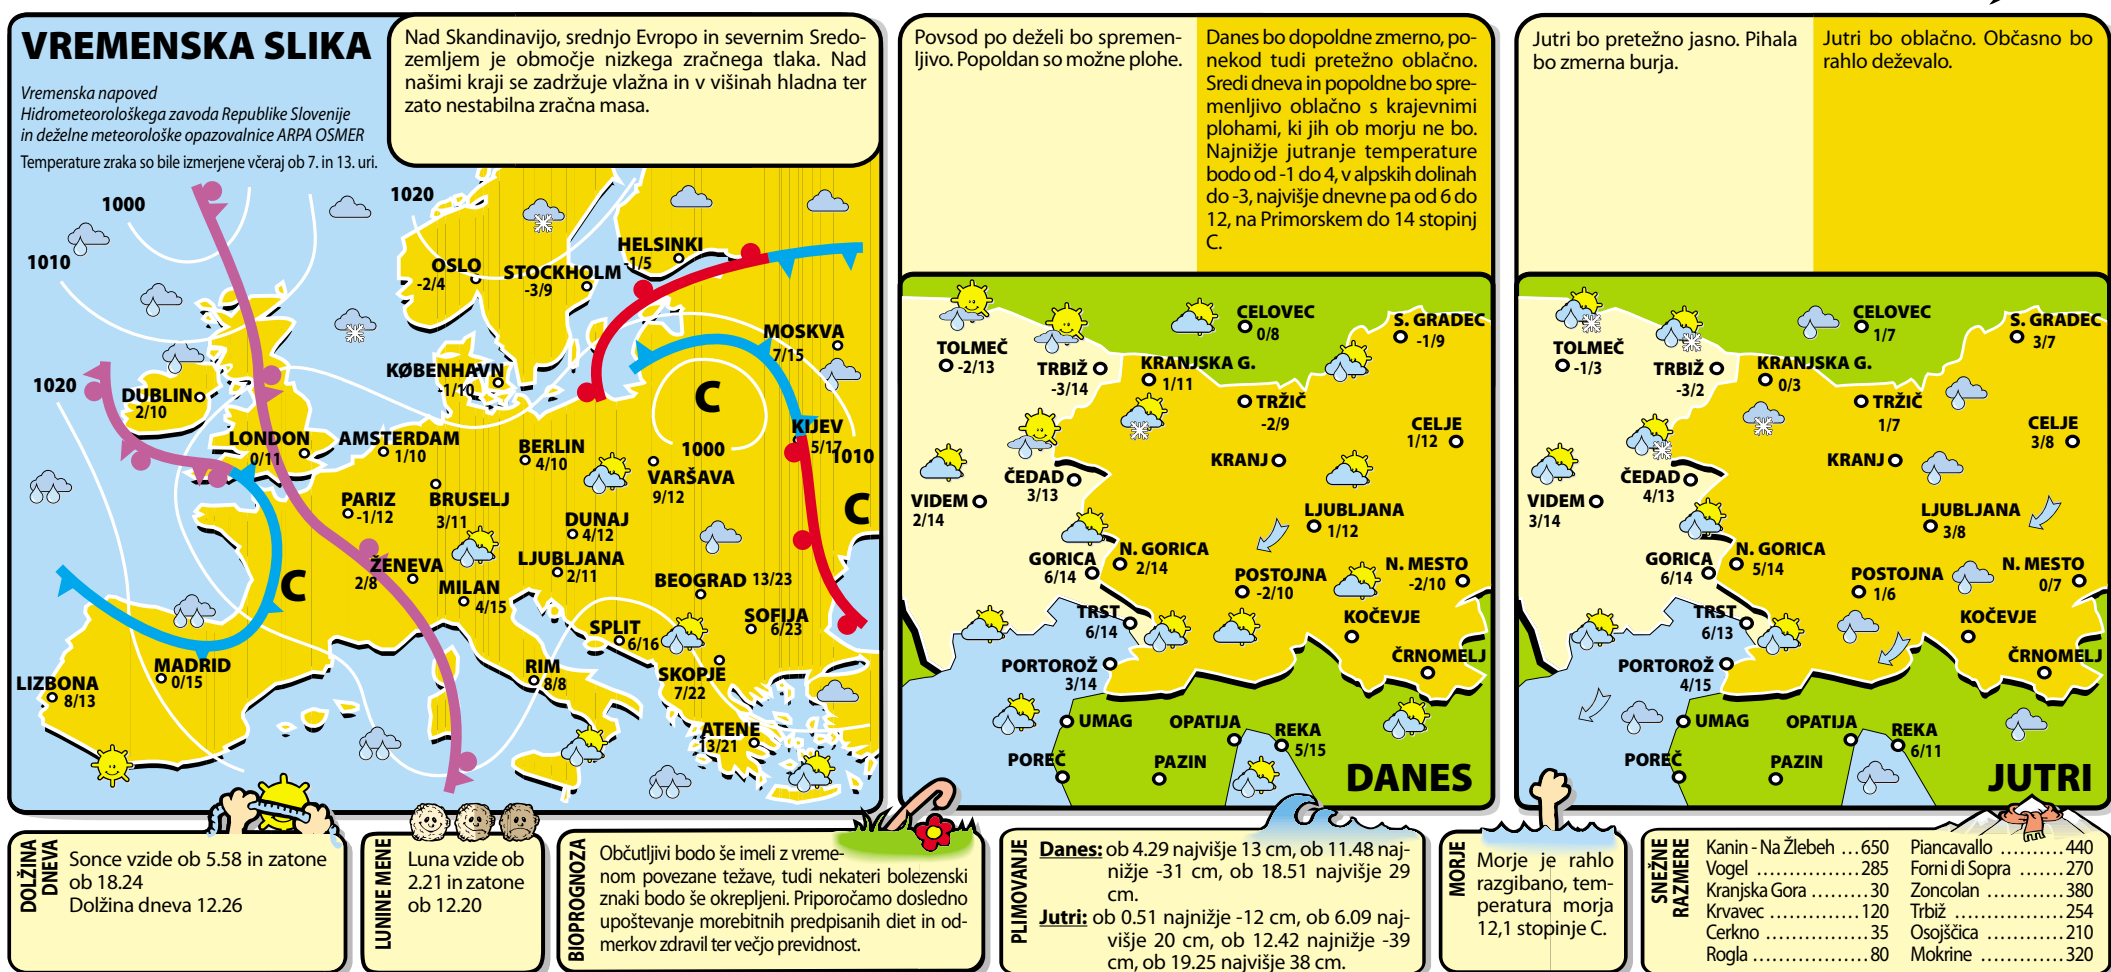 VREMENSKA SLIKA
Vremenska napoved
Hidrometeorološkega zavoda Republike Slovenije
in deželne meteorološke opazovalnice ARPA OSMER
Temperature zraka so bile izmerjene včeraj ob 7. in 13. uri.
Nad Skandinavijo, srednjo Evropo in severnim Sredo-
zemljem je območje nizkega zračnega tlaka. Nad
našimi kraji se zadržuje vlažna in v višinah hladna ter
zato nestabilna zračna masa.
1000
1020
1010
HELSINKI
-1/5
OSLO
-2/4
STOCKHOLM
-3/9
MOSKVA
7/15
1020
KØBENHAVN
-1/10
DUBLIN
2/10
C
1000
KIJEV
5/17
1010
LONDON
0/11
AMSTERDAM
1/10
BERLIN
4/10
VARŠAVA
9/12
PARIZ
-1/12
BRUSELJ
3/11
C
DUNAJ
4/12
ŽENEVA
2/8
LJUBLJANA
2/11
C
MILAN
4/15
BEOGRAD 13/23
SOFIJA
6/23
SPLIT
6/16
MADRID
0/15
RIM
8/8
SKOPJE
7/22
LIZBONA
8/13
ATENE
13/21
Povsod po deželi bo spremen-
ljivo. Popoldan so možne plohe.
Danes bo dopoldne zmerno, po-
nekod tudi pretežno oblačno.
Sredi dneva in popoldne bo spre-
menljivo oblačno s krajevnimi
plohami, ki jih ob morju ne bo.
Najnižje jutranje temperature
bodo od -1 do 4, v alpskih dolinah
do -3, najvišje dnevne pa od 6 do
12, na Primorskem do 14 stopinj
C.
CELOVEC
0/8
S. GRADEC
-1/9
TOLMEČ
-2/13
TRBIŽ
-3/14
KRANJSKA G.
1/11
TRŽIČ
-2/9
CELJE
1/12
KRANJ
ČEDAD
3/13
VIDEM
2/14
LJUBLJANA
1/12
GORICA
6/14
N. GORICA
2/14
POSTOJNA
-2/10
N. MESTO
-2/10
TRST
6/14
KOČEVJE
PORTOROŽ
3/14
ČRNOMELJ
UMAG
OPATIJA
REKA
5/15
POREČ
PAZIN
DANES
Jutri bo pretežno jasno. Pihala
bo zmerna burja.
Jutri bo oblačno. Občasno bo
rahlo deževalo.
CELOVEC
1/7
S. GRADEC
3/7
TOLMEČ
-1/3
TRBIŽ
-3/2
KRANJSKA G.
0/3
TRŽIČ
1/7
CELJE
3/8
KRANJ
ČEDAD
4/13
VIDEM
3/14
LJUBLJANA
3/8
GORICA
6/14
N. GORICA
5/14
POSTOJNA
1/6
N. MESTO
0/7
TRST
6/13
KOČEVJE
PORTOROŽ
4/15
ČRNOMELJ
UMAG
OPATIJA
REKA
6/11
POREČ
PAZIN
JUTRI
DOLŽINA
DNEVA
Sonce vzide ob 5.58 in zatone
ob 18.24
Dolžina dneva 12.26
LUNINE MENE
Luna vzide ob
2.21 in zatone
ob 12.20
BIOPROGNOZA
Občutljivi bodo še imeli z vreme-
nom povezane težave, tudi nekateri bolezenski
znaki bodo še okrepljeni. Priporočamo dosledno
upoštevanje morebitnih predpisanih diet in od-
merkov zdravil ter večjo previdnost.
PLIMOVANJE
Danes: ob 4.29 najvišje 13 cm, ob 11.48 naj-
nižje -31 cm, ob 18.51 najvišje 29
cm.
Jutri: ob 0.51 najnižje -12 cm, ob 6.09 naj-
višje 20 cm, ob 12.42 najnižje -39
cm, ob 19.25 najvišje 38 cm.
MORJE
Morje je rahlo
razgibano, tem-
peratura morja
12,1 stopinje C.
SNEŽNE
RAZMERE
Kanin - Na Žlebeh ...650
Vogel ...............285
Kranjska Gora .........30
Krvavec ..............120
Cerkno ...............35
Rogla .................80
Piancavallo ..........440
Forni di Sopra .......270
Zoncolan .............380
Trbiž ................254
Osojščica ............210
Mokrine ..............320